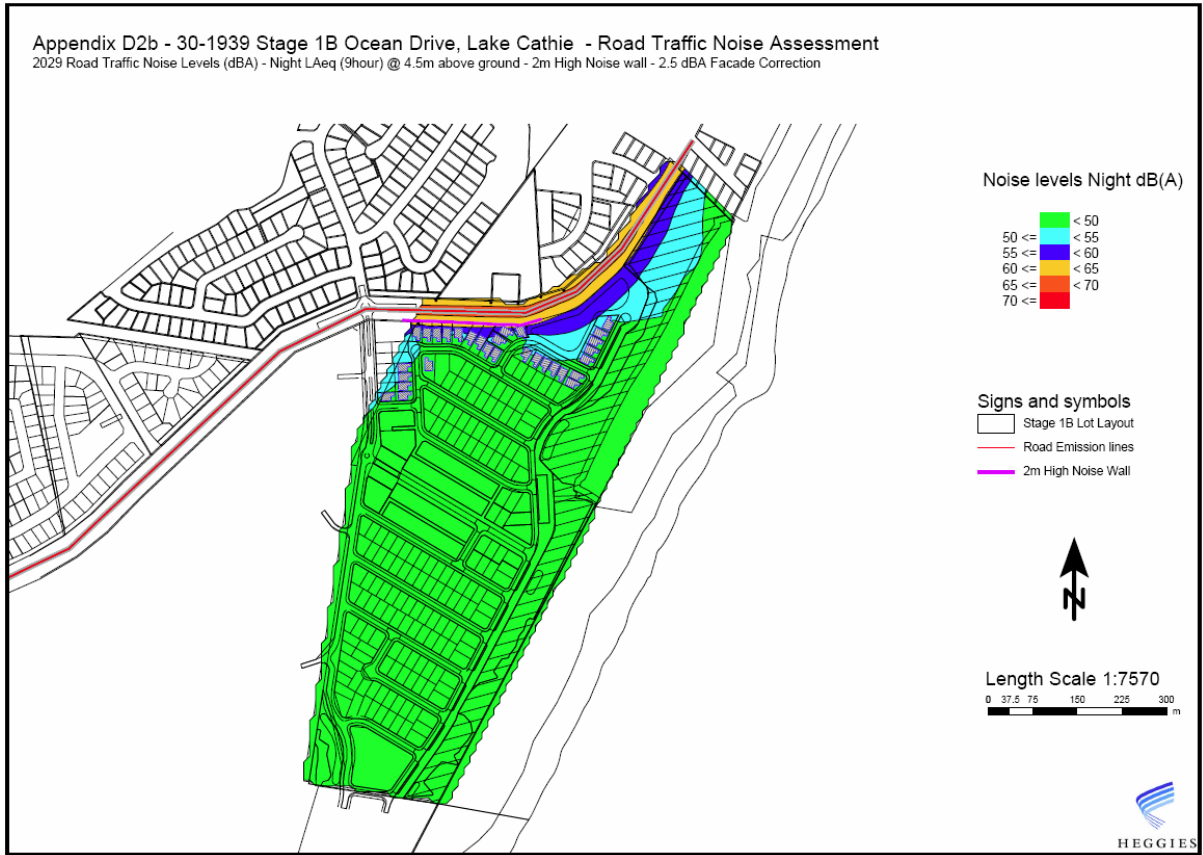 Appendix D2b - 30-1939 Stage 1B Ocean Drive, Lake Cathie - Road Traffic Noise Assessment
2029 Road Traffic Noise Levels (dBA) - Night LAeq (9hour) @ 4.5m above ground - 2m High Noise wall - 2.5 dBA Facade Correction
Noise levels Night dB(A)
< 50
50 <= < 55
55 <= < 60
60 <= < 65
65 <= < 70
70 <=
Signs and symbols
Stage 1B Lot Layout
Road Emission lines
2m High Noise Wall
N
Length Scale 1:7570
0 37.5 75 150 225 300
m
HEGGIES